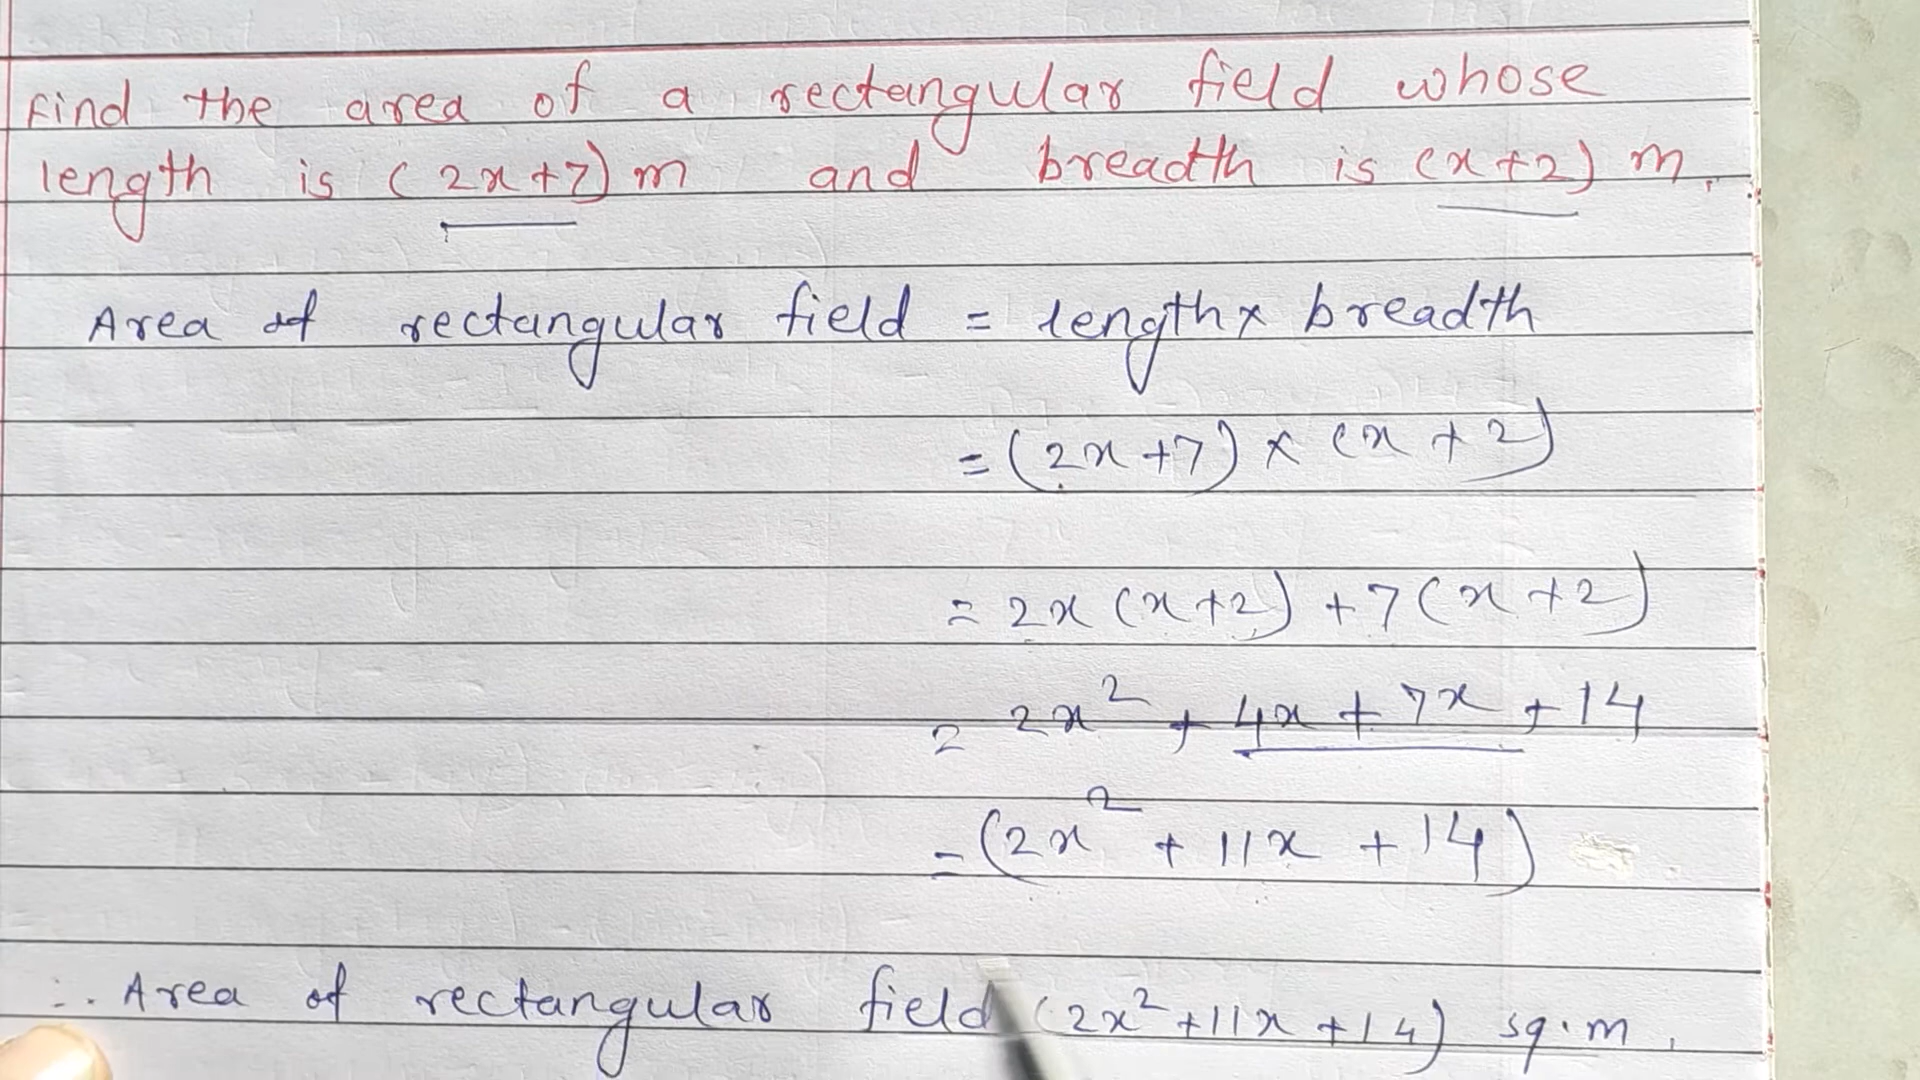 Find the area of a rectangular field whose
length is (2x+7) m and breadth is (x+2) m.
Area of rectangular field = length x breadth
= (2x+7) × (x+2)
= 2x (x+2) + 7 (x+2)
= 2x² + 4x + 7x + 14
= (2x² + 11x + 14)
∴ Area of rectangular field (2x²+11x+14) sq.m.